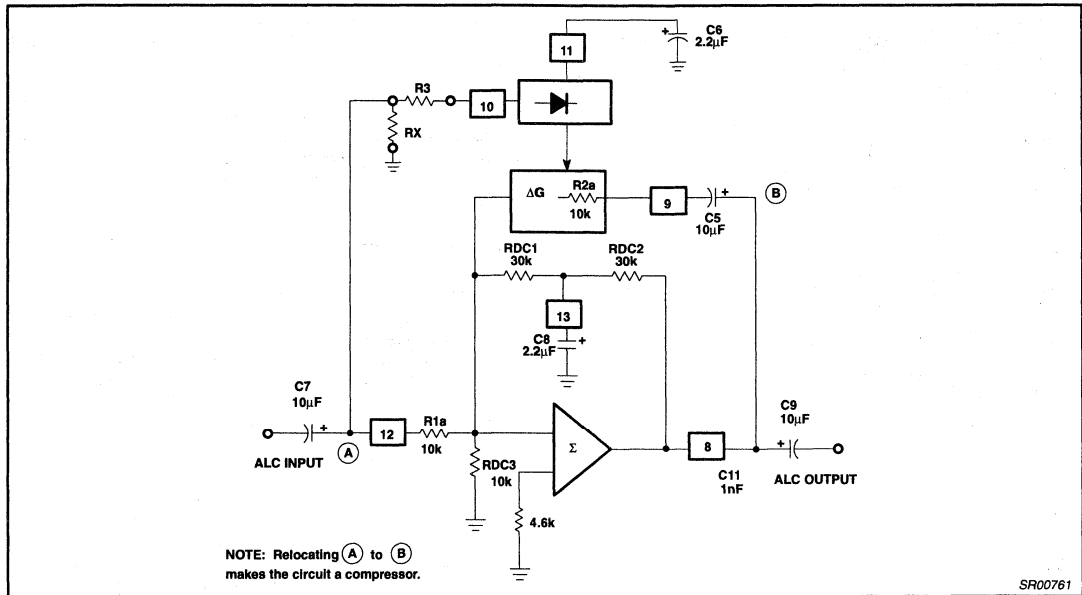 C6
2.2µF
+
11
R3
10
RX
ΔG
R2a
10k
9
+
C5
10µF
B
RDC1
30k
RDC2
30k
13
C8
2.2µF
+
C7
10µF
+
12
R1a
10k
A
ALC INPUT
RDC3
10k
Σ
8
C9
10µF
+
C11
1nF
ALC OUTPUT
4.6k
NOTE: Relocating A to B
makes the circuit a compressor.
SR00761